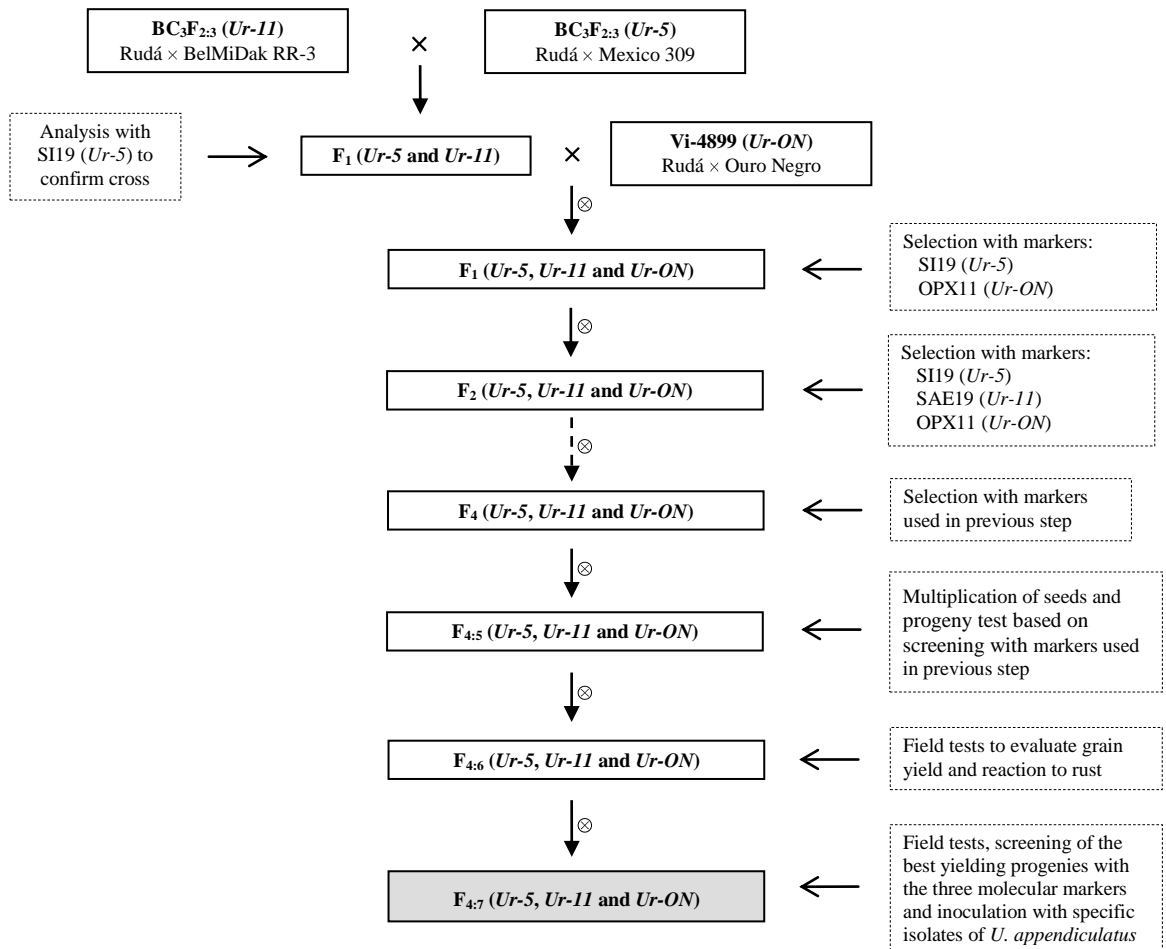 BC₃F₂:₃ (Ur-11)
Rudá × BelMiDak RR-3
×
BC₃F₂:₃ (Ur-5)
Rudá × Mexico 309
Analysis with
SI19 (Ur-5) to
confirm cross
F₁ (Ur-5 and Ur-11)
×
Vi-4899 (Ur-ON)
Rudá × Ouro Negro
⊗
F₁ (Ur-5, Ur-11 and Ur-ON)
Selection with markers:
SI19 (Ur-5)
OPX11 (Ur-ON)
⊗
F₂ (Ur-5, Ur-11 and Ur-ON)
Selection with markers:
SI19 (Ur-5)
SAE19 (Ur-11)
OPX11 (Ur-ON)
⊗
F₄ (Ur-5, Ur-11 and Ur-ON)
Selection with markers
used in previous step
⊗
F₄:₅ (Ur-5, Ur-11 and Ur-ON)
Multiplication of seeds and
progeny test based on
screening with markers used
in previous step
⊗
F₄:₆ (Ur-5, Ur-11 and Ur-ON)
Field tests to evaluate grain
yield and reaction to rust
⊗
F₄:₇ (Ur-5, Ur-11 and Ur-ON)
Field tests, screening of the
best yielding progenies with
the three molecular markers
and inoculation with specific
isolates of U. appendiculatus